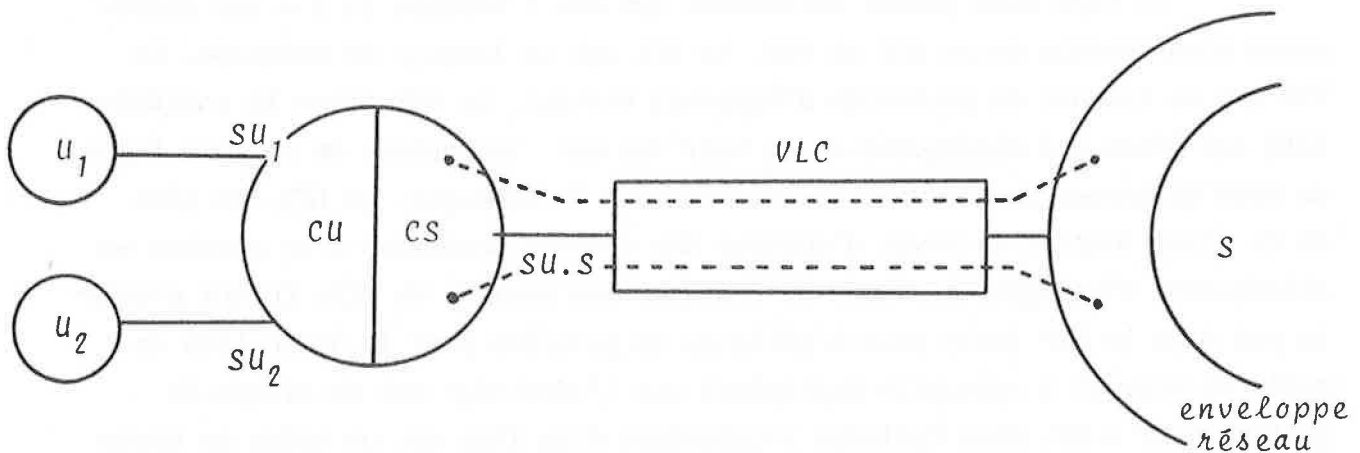 U1
SU1
VLC
CU
CS
SU.S
S
U2
SU2
enveloppe
réseau